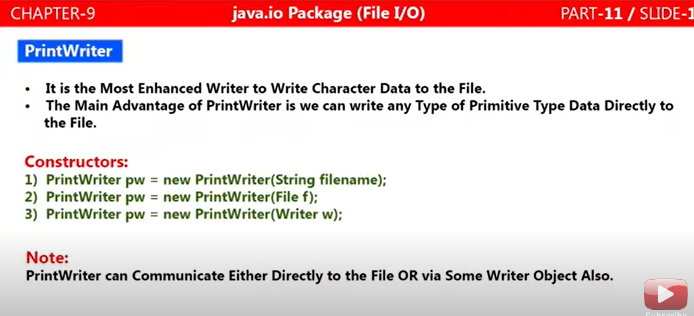 CHAPTER-9 java.io Package (File I/O) PART-11 / SLIDE-1
PrintWriter
• It is the Most Enhanced Writer to Write Character Data to the File.
• The Main Advantage of PrintWriter is we can write any Type of Primitive Type Data Directly to
the File.
Constructors:
1) PrintWriter pw = new PrintWriter(String filename);
2) PrintWriter pw = new PrintWriter(File f);
3) PrintWriter pw = new PrintWriter(Writer w);
Note:
PrintWriter can Communicate Either Directly to the File OR via Some Writer Object Also.